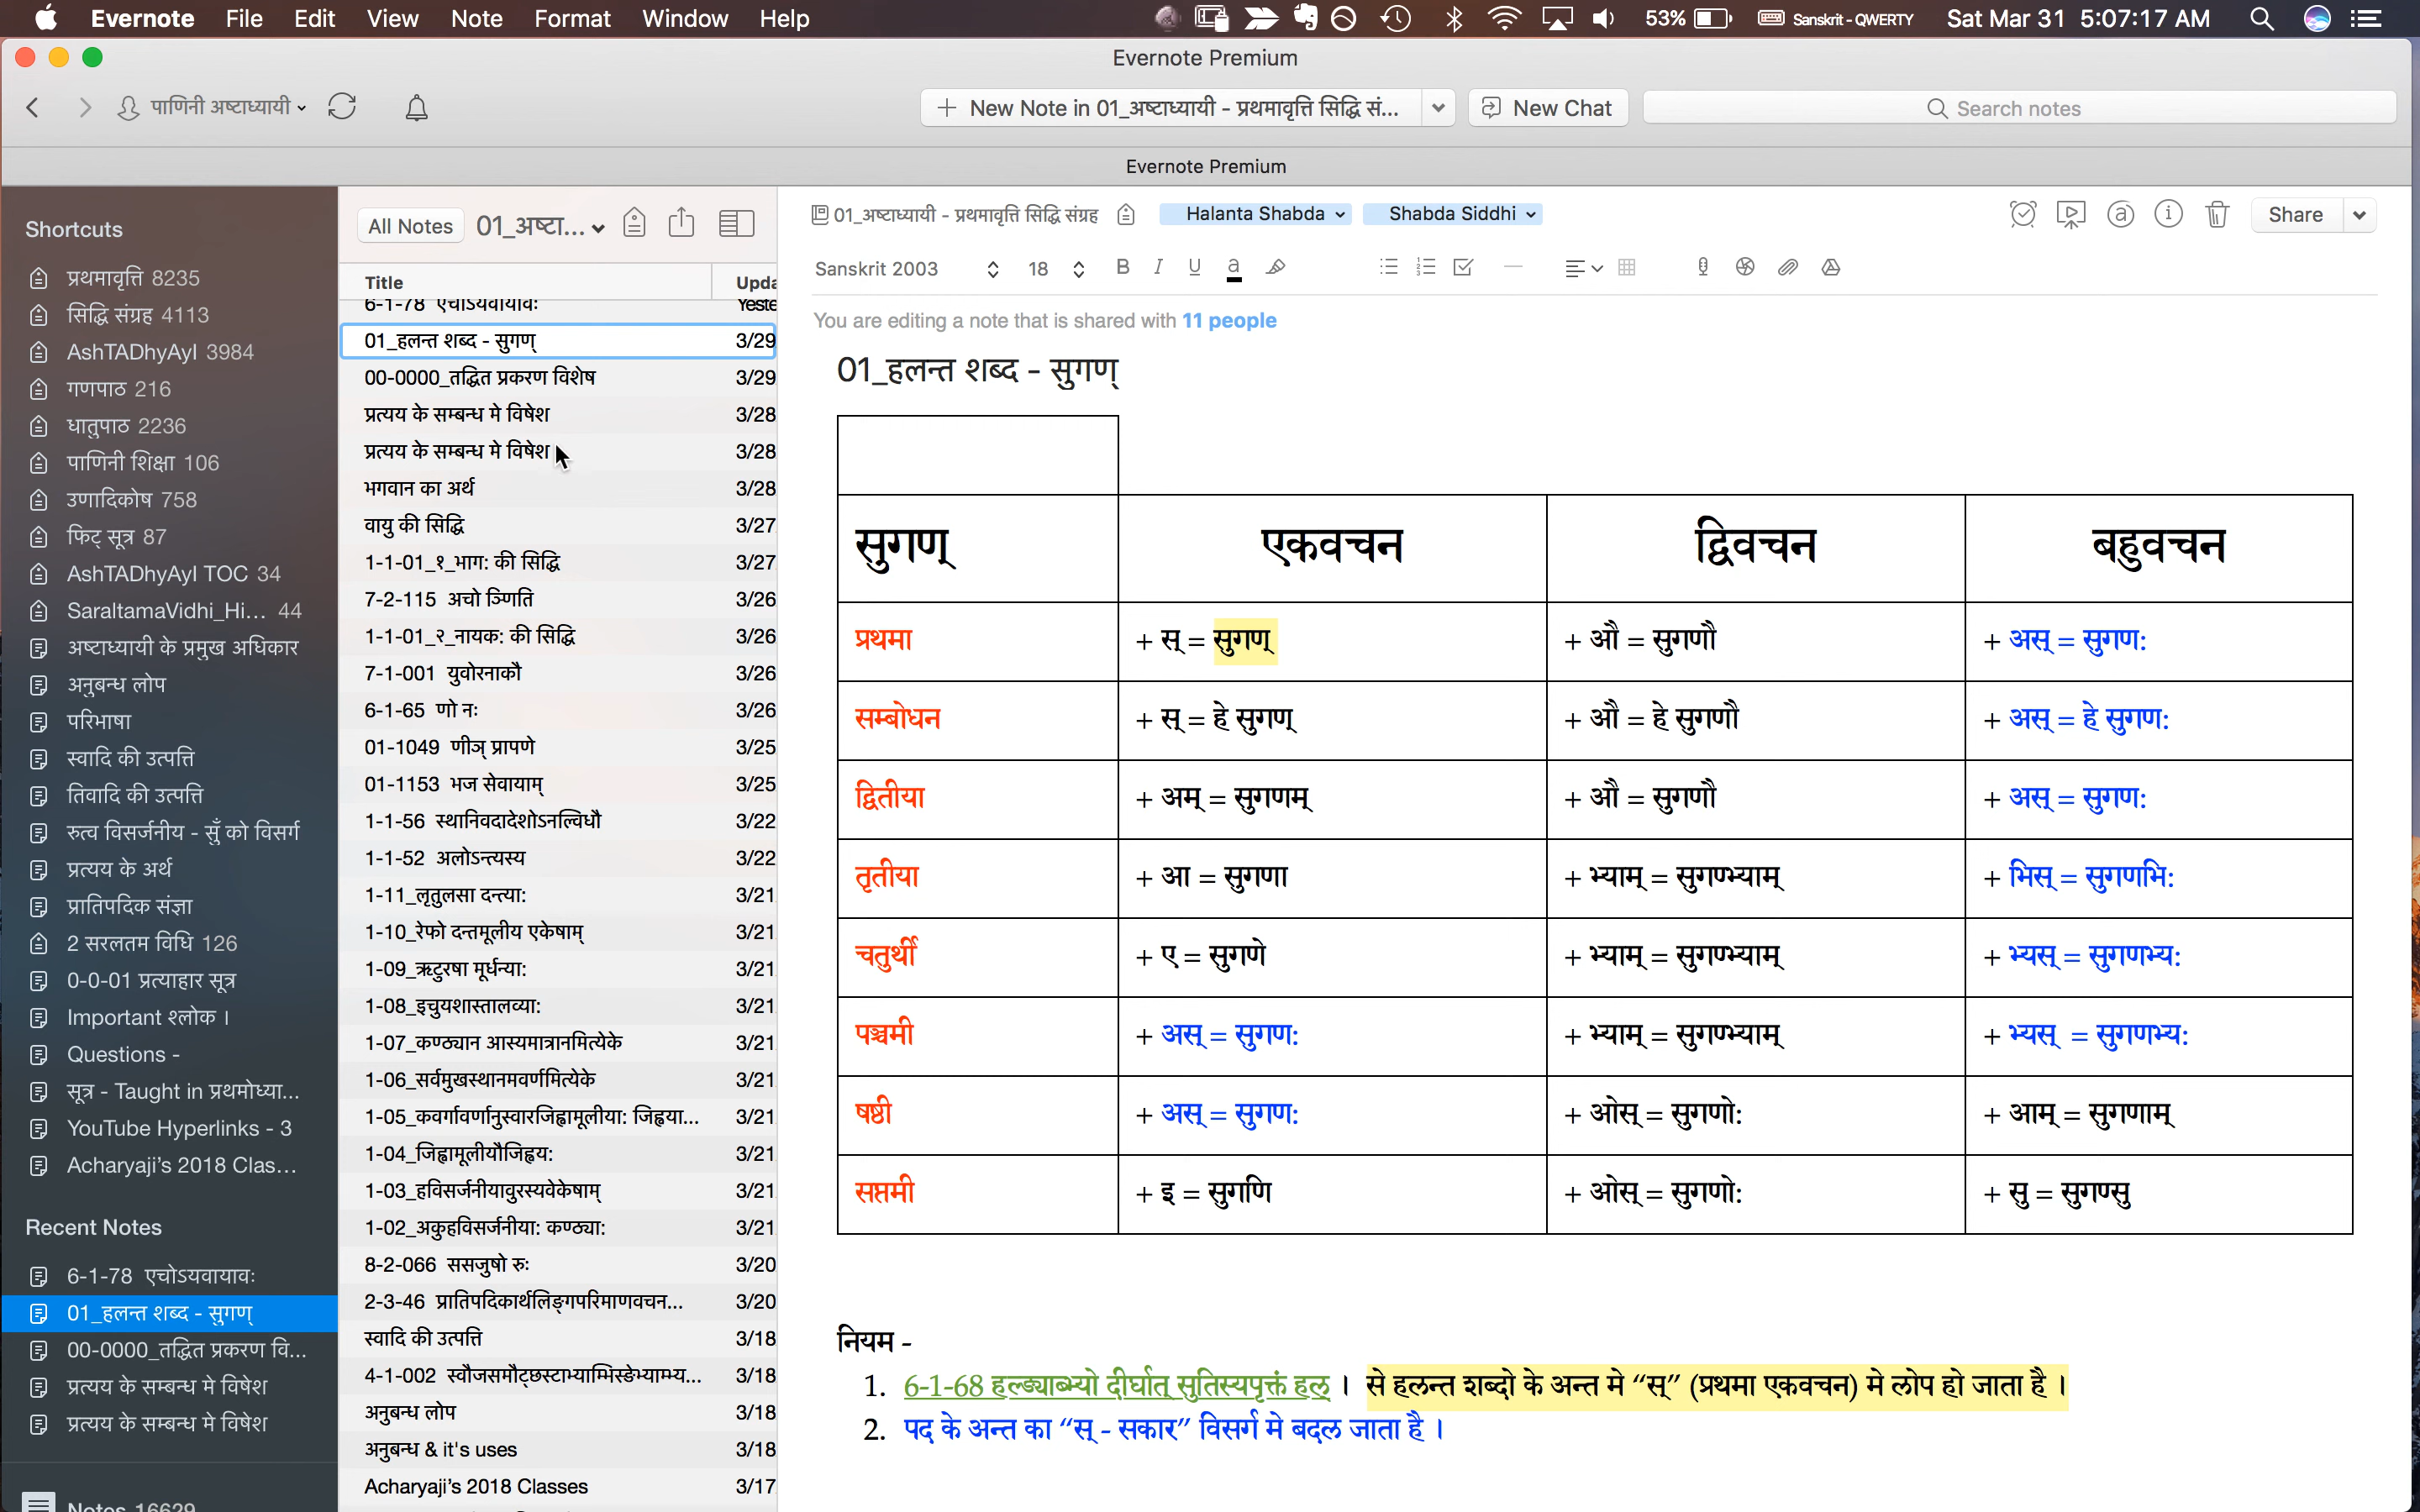 Evernote File Edit View Note Format Window Help 53% Sanskrit - QWERTY Sat Mar 31 5:07:17 AM
Evernote Premium
पाणिनी अष्टाध्यायी
New Note in 01_अष्टाध्यायी - प्रथमावृत्ति सिद्धि सं...
New Chat
Search notes
Evernote Premium
Shortcuts
प्रथमावृत्ति 8235
सिद्धि संग्रह 4113
AshTADhyAyI 3984
गणपाठ 216
धातुपाठ 2236
पाणिनी शिक्षा 106
उणादिकोष 758
फिट् सूत्र 87
AshTADhyAyI TOC 34
SaraltamaVidhi_Hi... 44
अष्टाध्यायी के प्रमुख अधिकार
अनुबन्ध लोप
परिभाषा
स्वादि की उत्पत्ति
तिवादि की उत्पत्ति
रुत्व विसर्जनीय - सुँ को विसर्ग
प्रत्यय के अर्थ
प्रातिपदिक संज्ञा
2 सरलतम विधि 126
0-0-01 प्रत्याहार सूत्र
Important श्लोक ।
Questions -
सूत्र - Taught in प्रथमोध्या...
YouTube Hyperlinks - 3
Acharyaji's 2018 Clas...
Recent Notes
6-1-78 एचोऽयवायावः
01_हलन्त शब्द - सुगण्
00-0000_तद्धित प्रकरण वि...
प्रत्यय के सम्बन्ध मे विषेश
प्रत्यय के सम्बन्ध मे विषेश
Notes 16629
All Notes 01_अष्टा...
Title Upda
6-1-78 एचोऽयवायावः Yeste
01_हलन्त शब्द - सुगण् 3/29
00-0000_तद्धित प्रकरण विशेष 3/29
प्रत्यय के सम्बन्ध मे विषेश 3/28
प्रत्यय के सम्बन्ध मे विषेश 3/28
भगवान का अर्थ 3/28
वायु की सिद्धि 3/27
1-1-01_१_भाग: की सिद्धि 3/27
7-2-115 अचो ञ्णिति 3/26
1-1-01_२_नायक: की सिद्धि 3/26
7-1-001 युवोरनाकौ 3/26
6-1-65 णो नः 3/26
01-1049 णीञ् प्रापणे 3/25
01-1153 भज सेवायाम् 3/25
1-1-56 स्थानिवदादेशोऽनल्विधौ 3/22
1-1-52 अलोऽन्त्यस्य 3/22
1-11_लृतुलसा दन्त्या: 3/21
1-10_रेफो दन्तमूलीय एकेषाम् 3/21
1-09_ऋटुरषा मूर्धन्या: 3/21
1-08_इचुयशास्तालव्या: 3/21
1-07_कण्ठ्यान आस्यमात्रानमित्येके 3/21
1-06_सर्वमुखस्थानमवर्णमित्येके 3/21
1-05_कवर्गावर्णानुस्वारजिह्वामूलीया: जिह्वया... 3/21
1-04_जिह्वामूलीयौजिह्वय: 3/21
1-03_हविसर्जनीयावुरस्यवेकेषाम् 3/21
1-02_अकुहविसर्जनीया: कण्ठ्या: 3/21
8-2-066 ससजुषो रुः 3/20
2-3-46 प्रातिपदिकार्थलिङ्गपरिमाणवचन... 3/20
स्वादि की उत्पत्ति 3/18
4-1-002 स्वौजसमौट्छस्टाभ्याम्भिस्ङेभ्याम्भ्य... 3/18
अनुबन्ध लोप 3/18
अनुबन्ध & it's uses 3/18
Acharyaji's 2018 Classes 3/17
01_अष्टाध्यायी - प्रथमावृत्ति सिद्धि संग्रह Halanta Shabda Shabda Siddhi Share
Sanskrit 2003 18 B I U a
You are editing a note that is shared with 11 people
01_हलन्त शब्द - सुगण्
सुगण् एकवचन द्विवचन बहुवचन
प्रथमा + स् = सुगण् + औ = सुगणौ + अस् = सुगण:
सम्बोधन + स् = हे सुगण् + औ = हे सुगणौ + अस् = हे सुगण:
द्वितीया + अम् = सुगणम् + औ = सुगणौ + अस् = सुगण:
तृतीया + आ = सुगणा + भ्याम् = सुगण्भ्याम् + भिस् = सुगणभि:
चतुर्थी + ए = सुगणे + भ्याम् = सुगण्भ्याम् + भ्यस् = सुगणभ्य:
पञ्चमी + अस् = सुगण: + भ्याम् = सुगण्भ्याम् + भ्यस् = सुगणभ्य:
षष्ठी + अस् = सुगण: + ओस् = सुगणो: + आम् = सुगणाम्
सप्तमी + इ = सुगणि + ओस् = सुगणो: + सु = सुगण्सु
नियम -
1. 6-1-68 हल्ङ्याब्भ्यो दीर्घात् सुतिस्यपृक्तं हल् । से हलन्त शब्दो के अन्त मे “स्” (प्रथमा एकवचन) मे लोप हो जाता है ।
2. पद के अन्त का “स् - सकार” विसर्ग मे बदल जाता है ।